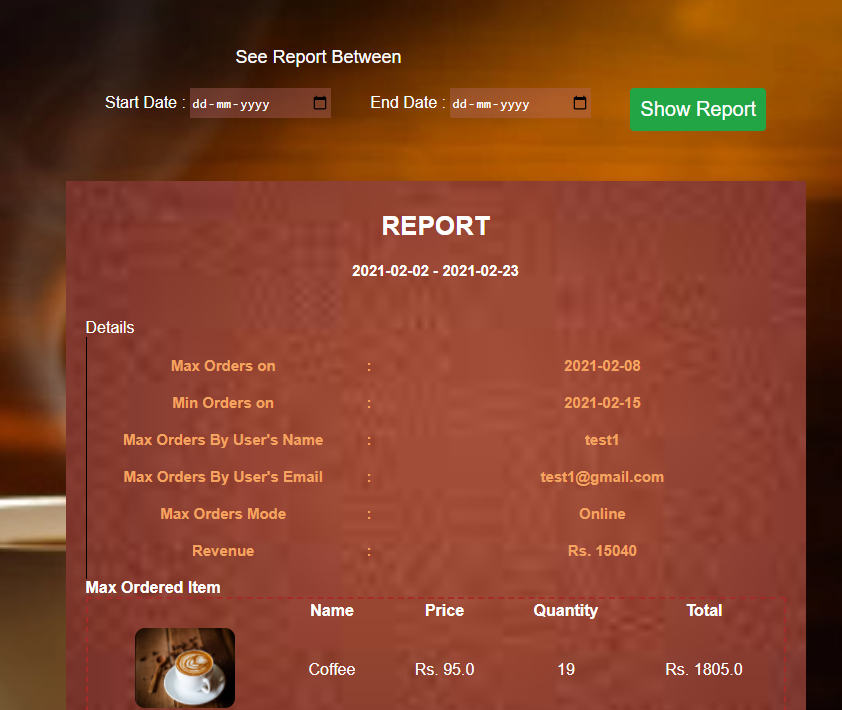 See Report Between
Start Date : dd-mm-yyyy End Date : dd-mm-yyyy Show Report
REPORT
2021-02-02 - 2021-02-23
Details
Max Orders on : 2021-02-08
Min Orders on : 2021-02-15
Max Orders By User's Name : test1
Max Orders By User's Email : test1@gmail.com
Max Orders Mode : Online
Revenue : Rs. 15040
Max Ordered Item
Name Price Quantity Total
Coffee Rs. 95.0 19 Rs. 1805.0